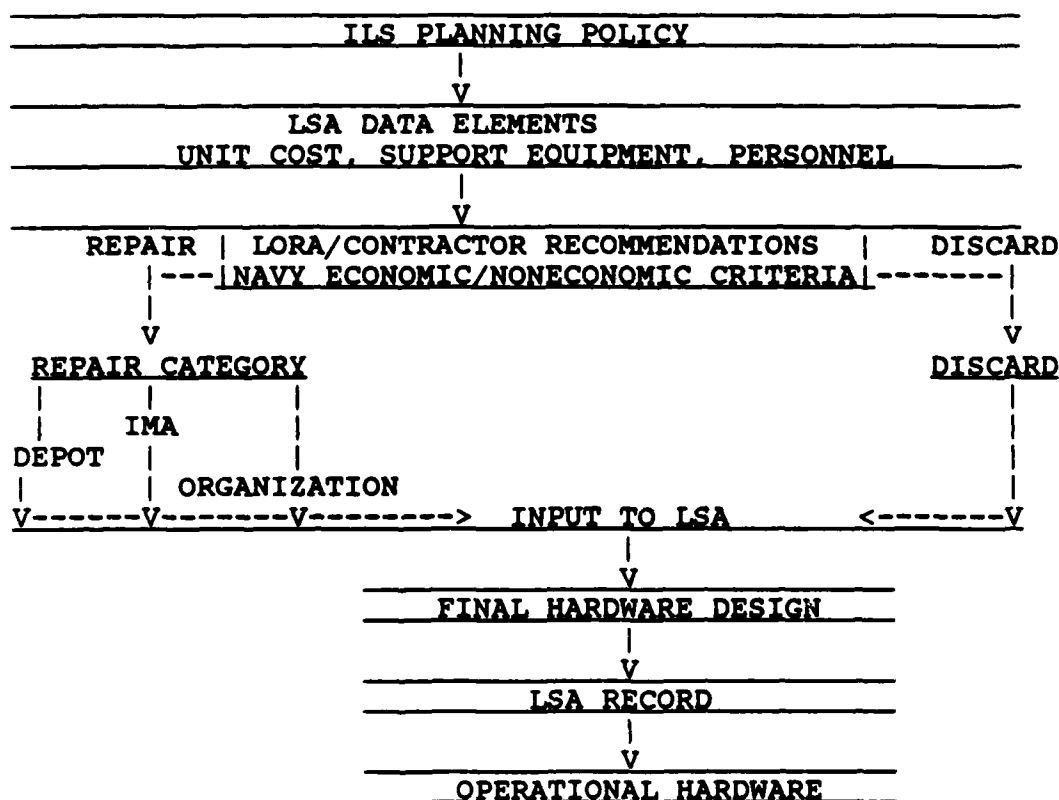 ILS PLANNING POLICY
LSA DATA ELEMENTS
UNIT COST, SUPPORT EQUIPMENT, PERSONNEL
REPAIR | LORA/CONTRACTOR RECOMMENDATIONS | DISCARD
|---|NAVY ECONOMIC/NONECONOMIC CRITERIA|-------|
V V
REPAIR CATEGORY DISCARD
IMA
DEPOT
ORGANIZATION
V------V-------V--------> INPUT TO LSA <-------V
V
FINAL HARDWARE DESIGN
V
LSA RECORD
V
OPERATIONAL HARDWARE